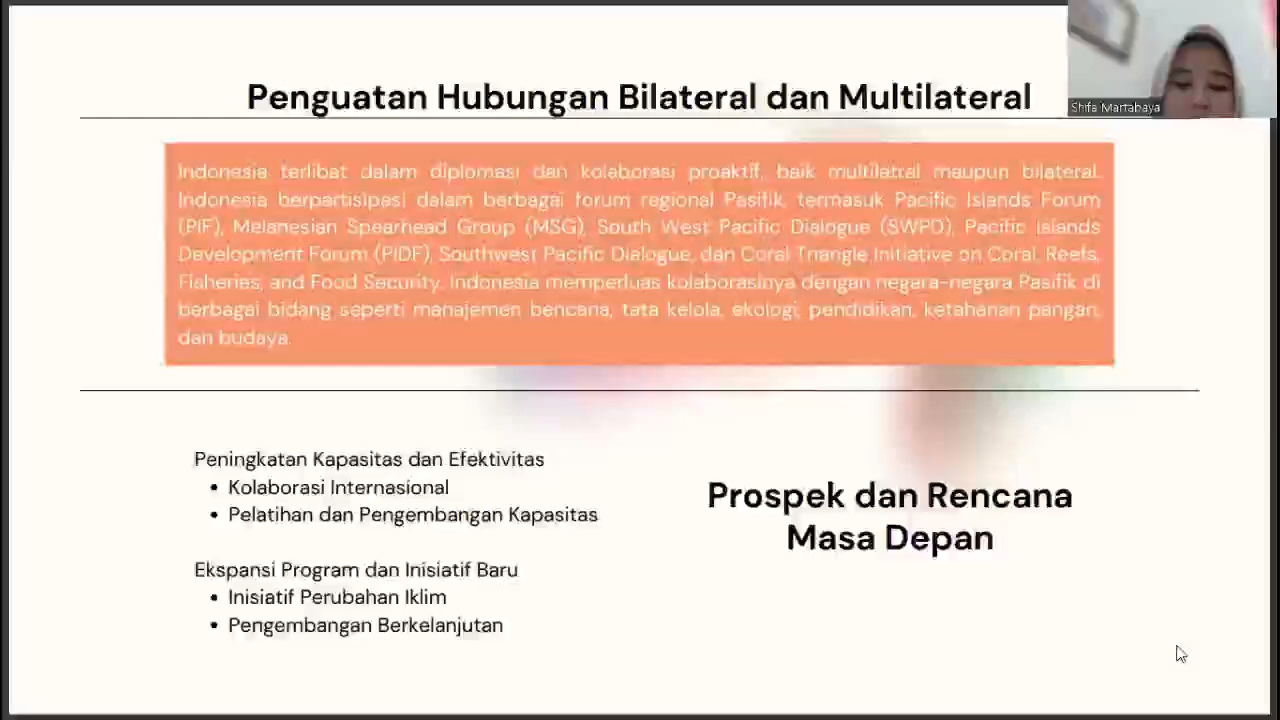 Penguatan Hubungan Bilateral dan Multilateral
Shifa Martabaya
Indonesia terlibat dalam diplomasi dan kolaborasi proaktif, baik multilatral maupun bilateral.
Indonesia berpartisipasi dalam berbagai forum regional Pasifik, termasuk Pacific Islands Forum
(PIF), Melanesian Spearhead Group (MSG), South West Pacific Dialogue (SWPD), Pacific Islands
Development Forum (PIDF), Southwest Pacific Dialogue, dan Coral Triangle Initiative on Coral Reefs,
Fisheries, and Food Security. Indonesia memperluas kolaborasinya dengan negara-negara Pasifik di
berbagai bidang seperti manajemen bencana, tata kelola, ekologi, pendidikan, ketahanan pangan,
dan budaya.
Peningkatan Kapasitas dan Efektivitas
• Kolaborasi Internasional
• Pelatihan dan Pengembangan Kapasitas
Ekspansi Program dan Inisiatif Baru
• Inisiatif Perubahan Iklim
• Pengembangan Berkelanjutan
Prospek dan Rencana
Masa Depan